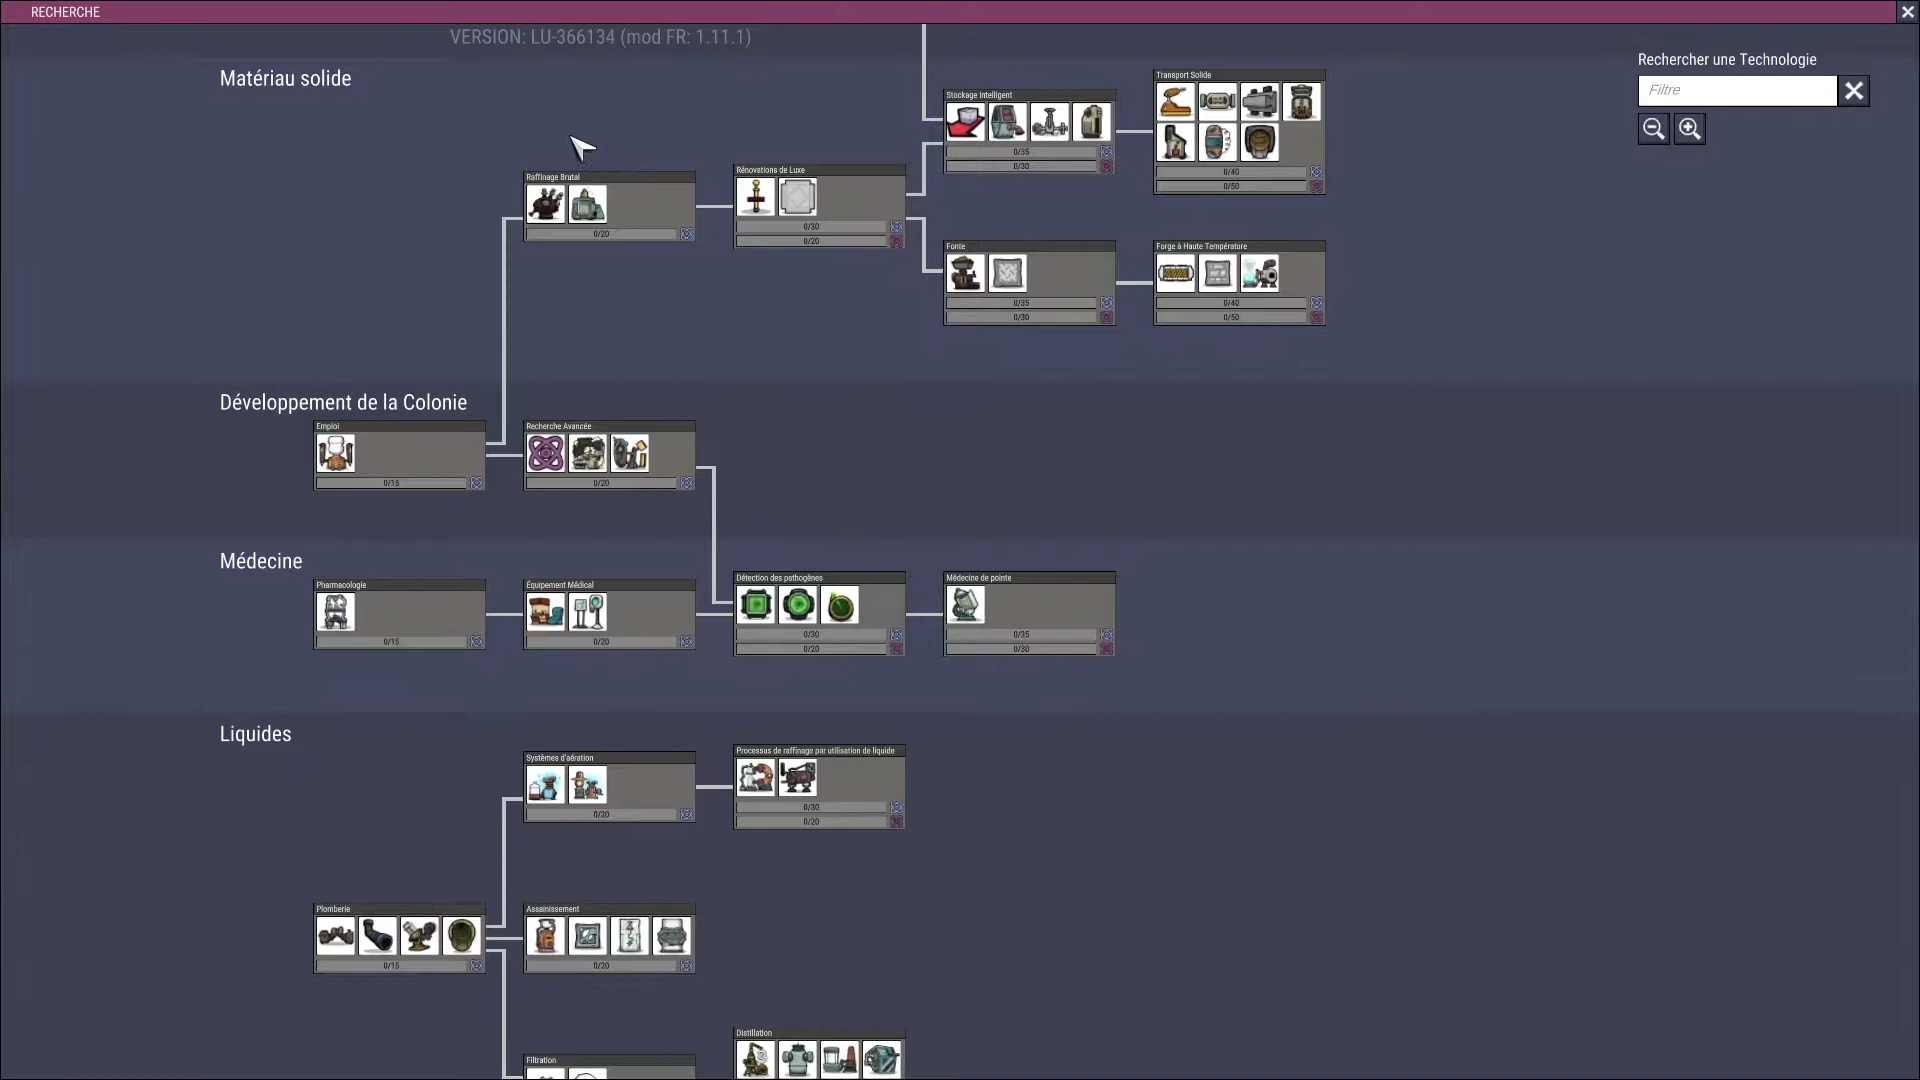 RECHERCHE
VERSION: LU-366134 (mod FR: 1.11.1)
Rechercher une Technologie
Filtre
Matériau solide
Stockage Intelligent
0/35
0/30
Transport Solide
0/40
0/50
Raffinage Brutal
0/20
Rénovations de Luxe
0/30
0/20
Fonte
0/35
0/30
Forge à Haute Température
0/40
0/50
Développement de la Colonie
Emploi
0/15
Recherche Avancée
0/20
Médecine
Pharmacologie
0/15
Équipement Médical
0/20
Détection des pathogènes
0/30
0/20
Médecine de pointe
0/35
0/30
Liquides
Systèmes d'aération
0/20
Processus de raffinage par utilisation de liquide
0/30
0/20
Plomberie
0/15
Assainissement
0/20
Distillation
Filtration